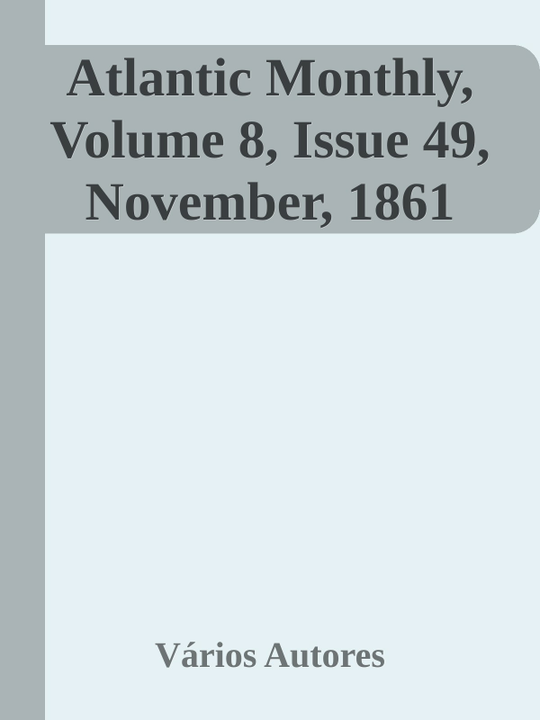 Atlantic Monthly,
Volume 8, Issue 49,
November, 1861
Vários Autores